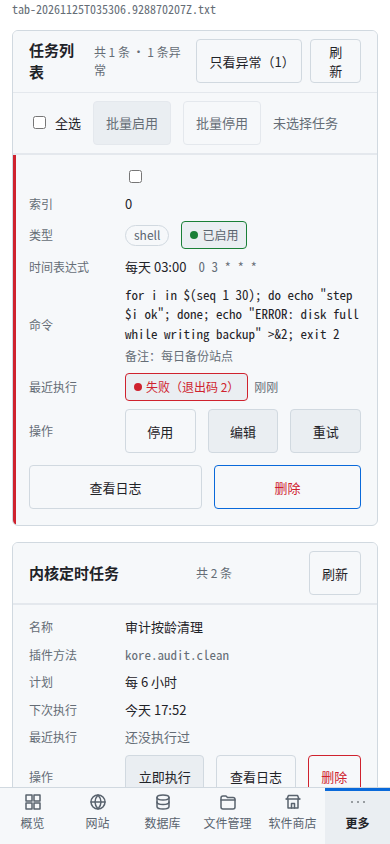 tab-20261125T035306.928870207Z.txt
任务列表
共 1 条 · 1 条异常
只看异常（1）
刷新
全选
批量启用
批量停用
未选择任务
索引 0
类型 shell 已启用
时间表达式 每天 03:00 0 3 * * *
命令
for i in $(seq 1 30); do echo "step
$i ok"; done; echo "ERROR: disk full
while writing backup" >&2; exit 2
备注：每日备份站点
最近执行 失败（退出码 2） 刚刚
操作 停用 编辑 重试
查看日志 删除
内核定时任务 共 2 条 刷新
名称 审计按龄清理
插件方法 kore.audit.clean
计划 每 6 小时
下次执行 今天 17:52
最近执行 还没执行过
操作 立即执行 查看日志 删除
概览 网站 数据库 文件管理 软件商店 更多